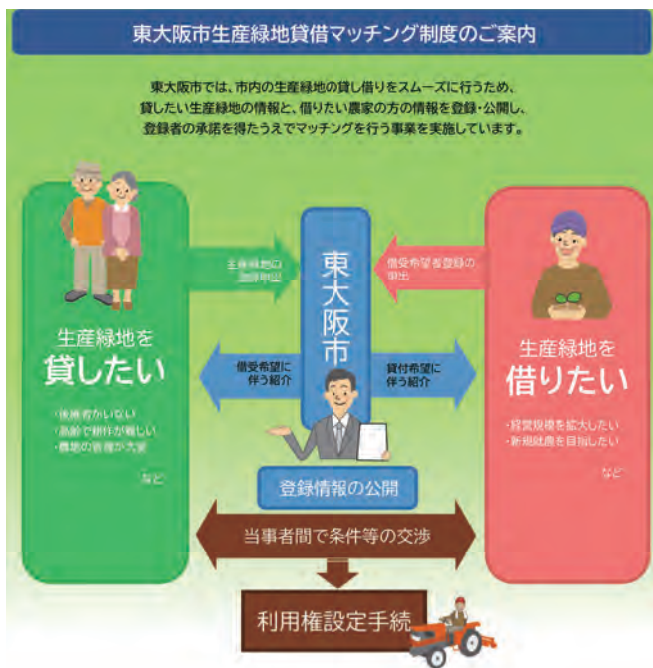 東大阪市生産緑地貸借マッチング制度のご案内
東大阪市では、市内の生産緑地の貸し借りをスムーズに行うため、
貸したい生産緑地の情報と、借りたい農家の方の情報を登録・公開し、
登録者の承諾を得たうえでマッチングを行う事業を実施しています。
生産緑地の
登録申出
東大阪市
借受希望者登録の
申出
生産緑地を
貸したい
・後継者がいない
・高齢で耕作が難しい
・農地の管理が大変
など
借受希望に
伴う紹介
貸付希望に
伴う紹介
生産緑地を
借りたい
・経営規模を拡大したい
・新規就農を目指したい
など
登録情報の公開
当事者間で条件等の交渉
利用権設定手続